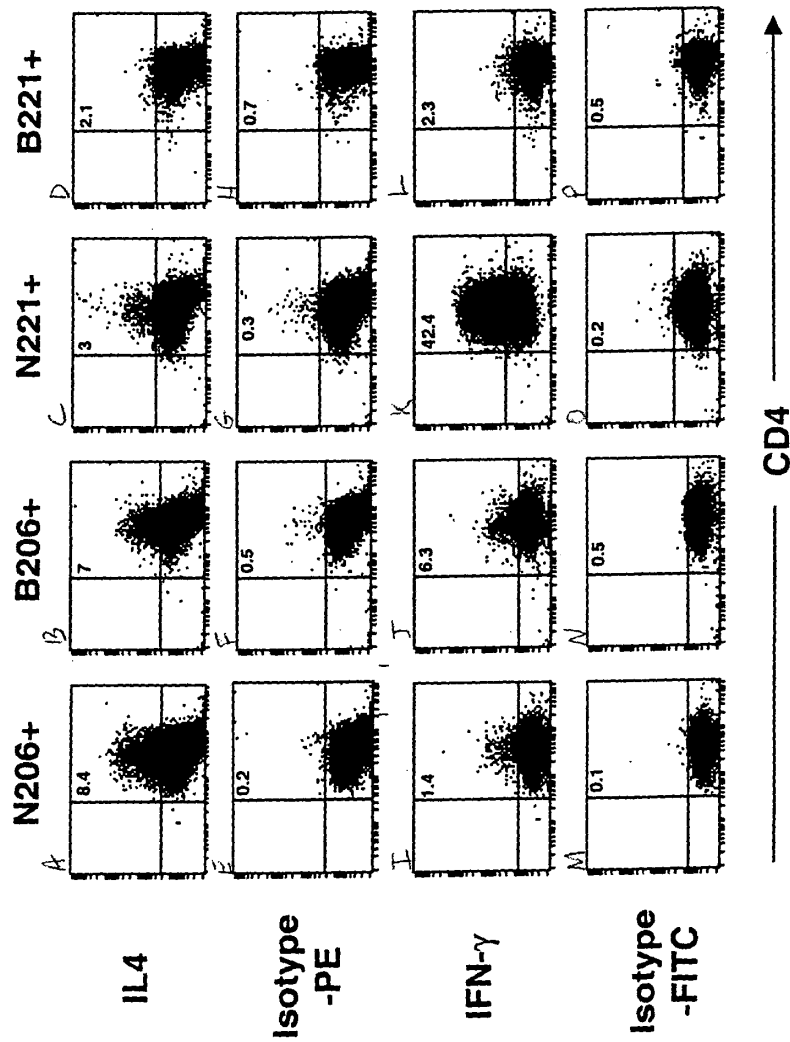 N206+ B206+ N221+ B221+
A B C D
IL4 8.4 7 3 2.1
E F G H
Isotype -PE 0.2 0.5 0.3 0.7
I J K L
IFN-γ 1.4 6.3 42.4 2.3
M N O P
Isotype -FITC 0.1 0.5 0.2 0.5
CD4